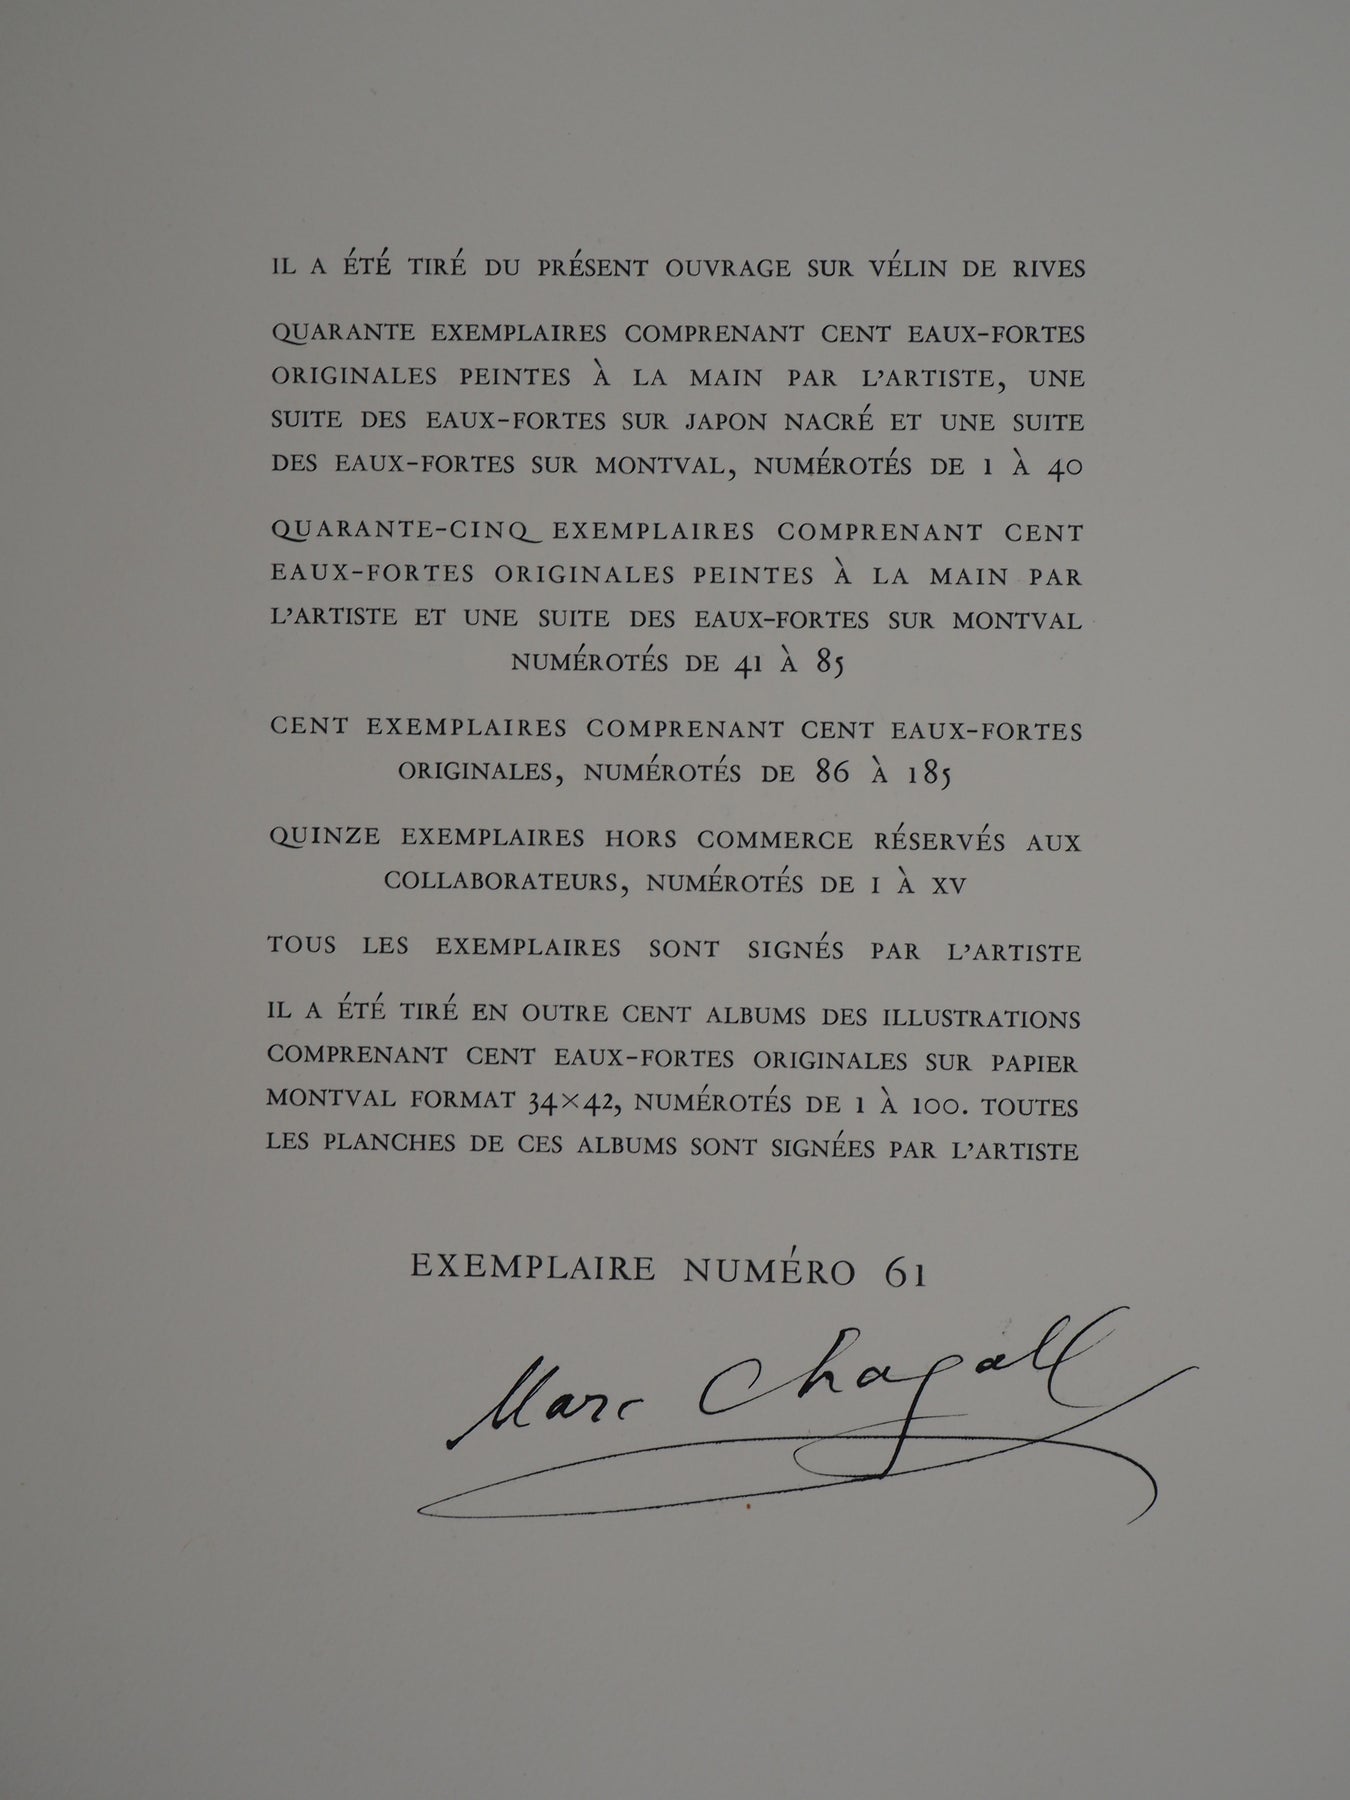 IL A ÉTÉ TIRÉ DU PRÉSENT OUVRAGE SUR VÉLIN DE RIVES
QUARANTE EXEMPLAIRES COMPRENANT CENT EAUX-FORTES
ORIGINALES PEINTES À LA MAIN PAR L'ARTISTE, UNE
SUITE DES EAUX-FORTES SUR JAPON NACRÉ ET UNE SUITE
DES EAUX-FORTES SUR MONTVAL, NUMÉROTÉS DE 1 À 40
QUARANTE-CINQ EXEMPLAIRES COMPRENANT CENT
EAUX-FORTES ORIGINALES PEINTES À LA MAIN PAR
L'ARTISTE ET UNE SUITE DES EAUX-FORTES SUR MONTVAL
NUMÉROTÉS DE 41 À 85
CENT EXEMPLAIRES COMPRENANT CENT EAUX-FORTES
ORIGINALES, NUMÉROTÉS DE 86 À 185
QUINZE EXEMPLAIRES HORS COMMERCE RÉSERVÉS AUX
COLLABORATEURS, NUMÉROTÉS DE I À XV
TOUS LES EXEMPLAIRES SONT SIGNÉS PAR L'ARTISTE
IL A ÉTÉ TIRÉ EN OUTRE CENT ALBUMS DES ILLUSTRATIONS
COMPRENANT CENT EAUX-FORTES ORIGINALES SUR PAPIER
MONTVAL FORMAT 34×42, NUMÉROTÉS DE 1 À 100. TOUTES
LES PLANCHES DE CES ALBUMS SONT SIGNÉES PAR L'ARTISTE
EXEMPLAIRE NUMÉRO 61
Marc Chagall